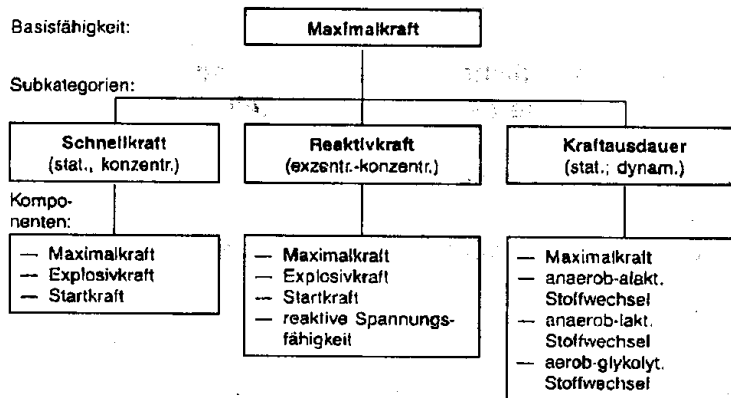 Basisfähigkeit:
Maximalkraft
Subkategorien:
Schnellkraft
(stat., konzentr.)
Reaktivkraft
(exzentr.-konzentr.)
Kraftausdauer
(stat.; dynam.)
Kompo-
nenten:
— Maximalkraft
— Explosivkraft
— Startkraft
— Maximalkraft
— Explosivkraft
— Startkraft
— reaktive Spannungs-
fähigkeit
— Maximalkraft
— anaerob-alakt.
Stoffwechsel
— anaerob-lakt.
Stoffwechsel
— aerob-glykolyt.
Stoffwechsel